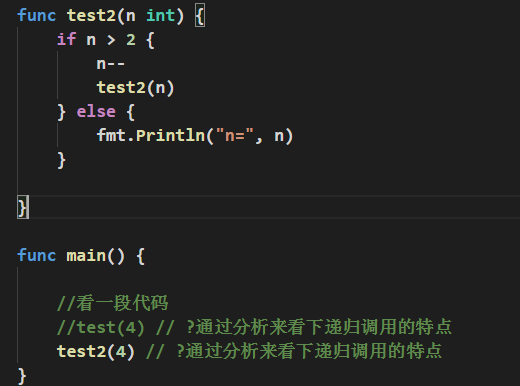 func test2(n int) {
    if n > 2 {
        n--
        test2(n)
    } else {
        fmt.Println("n=", n)
    }
}
func main() {
    //看一段代码
    //test(4) // ?通过分析来看下递归调用的特点
    test2(4) // ?通过分析来看下递归调用的特点
}